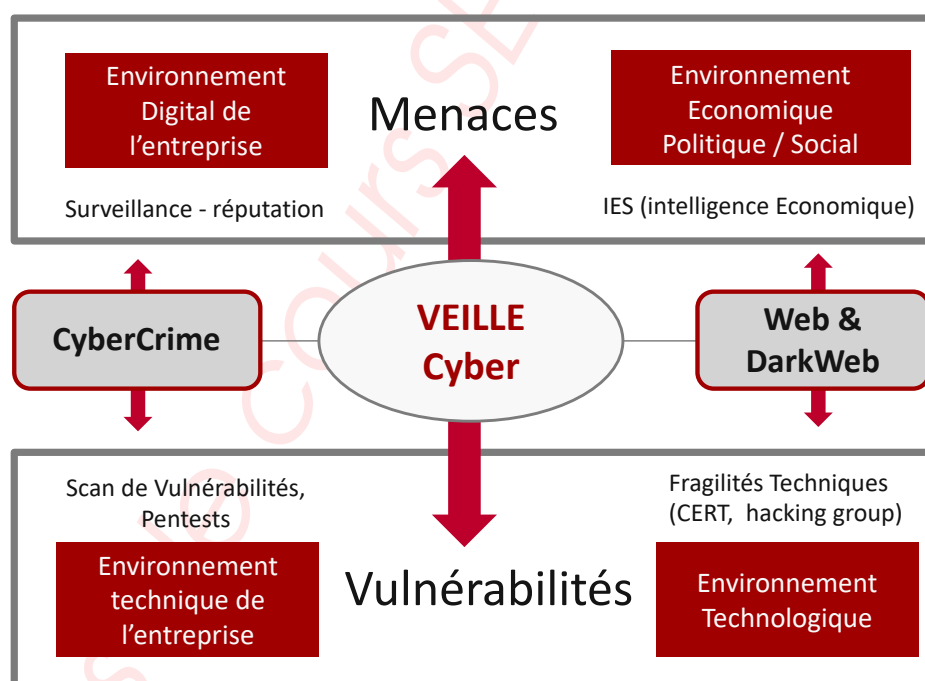 Environnement
Digital de
l'entreprise
Menaces
Environnement
Economique
Politique / Social
Surveillance - réputation
IES (intelligence Economique)
CyberCrime
VEILLE
Cyber
Web &
DarkWeb
Scan de Vulnérabilités,
Pentests
Fragilités Techniques
(CERT, hacking group)
Environnement
technique de
l'entreprise
Vulnérabilités
Environnement
Technologique